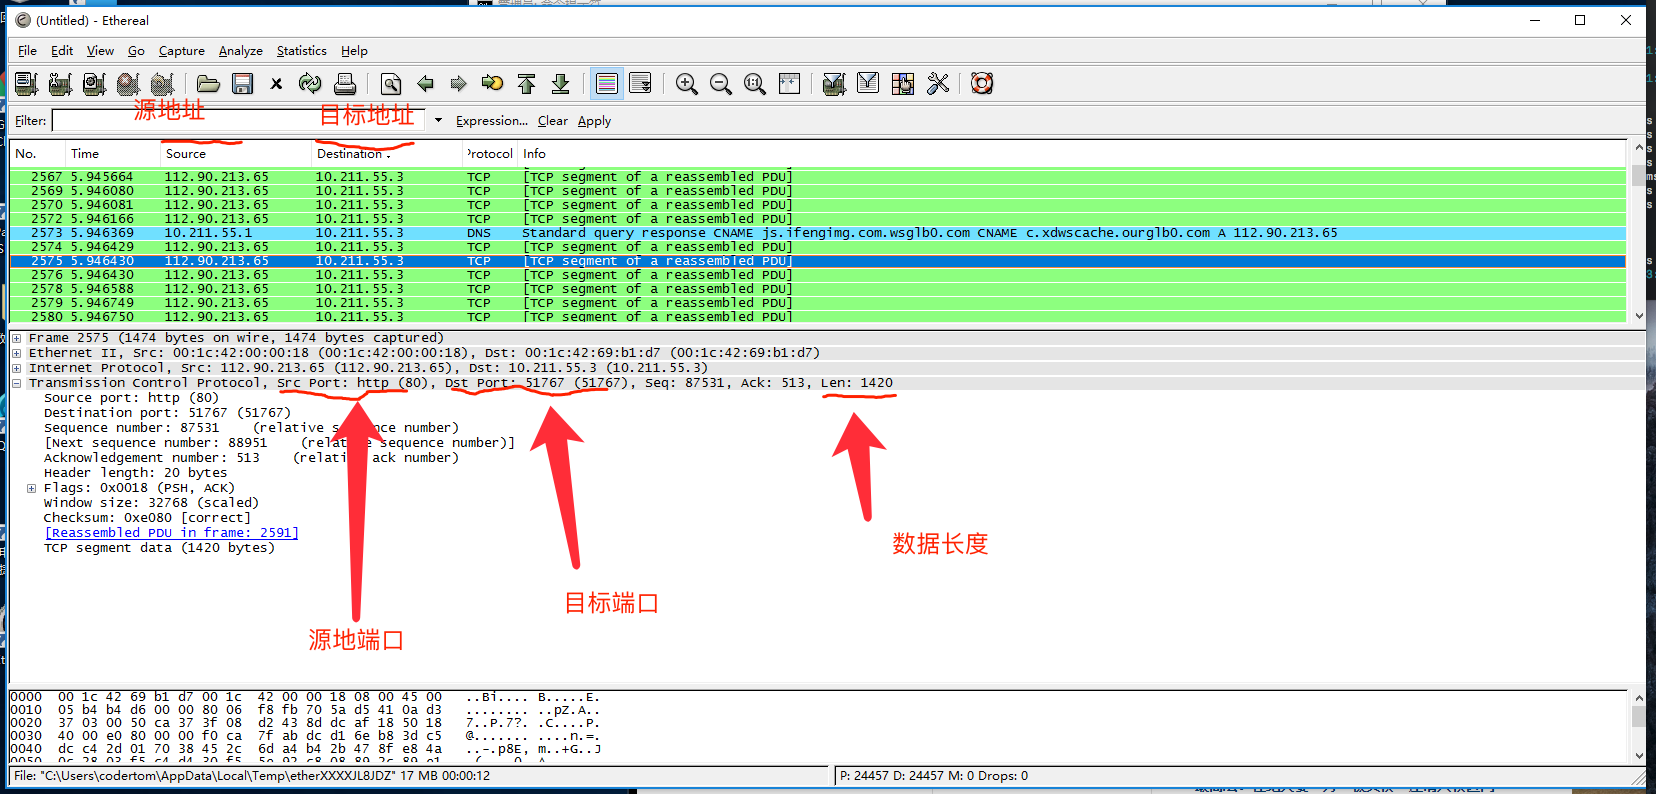 (Untitled) - Ethereal
File Edit View Go Capture Analyze Statistics Help
源地址 目标地址
Filter: Expression... Clear Apply
No. Time Source Destination Protocol Info
2567 5.945664 112.90.213.65 10.211.55.3 TCP [TCP segment of a reassembled PDU]
2569 5.946080 112.90.213.65 10.211.55.3 TCP [TCP segment of a reassembled PDU]
2570 5.946081 112.90.213.65 10.211.55.3 TCP [TCP segment of a reassembled PDU]
2572 5.946166 112.90.213.65 10.211.55.3 TCP [TCP segment of a reassembled PDU]
2573 5.946369 10.211.55.1 10.211.55.3 DNS Standard query response CNAME js.ifengimg.com.wsglb0.com CNAME c.xdwscache.ourglb0.com A 112.90.213.65
2574 5.946429 112.90.213.65 10.211.55.3 TCP [TCP segment of a reassembled PDU]
2575 5.946430 112.90.213.65 10.211.55.3 TCP [TCP segment of a reassembled PDU]
2576 5.946430 112.90.213.65 10.211.55.3 TCP [TCP segment of a reassembled PDU]
2578 5.946588 112.90.213.65 10.211.55.3 TCP [TCP segment of a reassembled PDU]
2579 5.946749 112.90.213.65 10.211.55.3 TCP [TCP segment of a reassembled PDU]
2580 5.946750 112.90.213.65 10.211.55.3 TCP [TCP segment of a reassembled PDU]
Frame 2575 (1474 bytes on wire, 1474 bytes captured)
Ethernet II, Src: 00:1c:42:00:00:18 (00:1c:42:00:00:18), Dst: 00:1c:42:69:b1:d7 (00:1c:42:69:b1:d7)
Internet Protocol, Src: 112.90.213.65 (112.90.213.65), Dst: 10.211.55.3 (10.211.55.3)
Transmission Control Protocol, Src Port: http (80), Dst Port: 51767 (51767), Seq: 87531, Ack: 513, Len: 1420
Source port: http (80)
Destination port: 51767 (51767)
Sequence number: 87531 (relative sequence number)
[Next sequence number: 88951 (relative sequence number)]
Acknowledgement number: 513 (relative ack number)
Header length: 20 bytes
Flags: 0x0018 (PSH, ACK)
Window size: 32768 (scaled)
Checksum: 0xe080 [correct]
[Reassembled PDU in frame: 2591]
TCP segment data (1420 bytes)
数据长度
目标端口
源地端口
0000 00 1c 42 69 b1 d7 00 1c 42 00 00 18 08 00 45 00 ..Bi.... B.....E.
0010 05 b4 b4 d6 00 00 80 06 f8 fb 70 5a d5 41 0a d3 ........ ..pZ.A..
0020 37 03 00 50 ca 37 3f 08 d2 43 8d dc af 18 50 18 7..P.7?. .C....P.
0030 40 00 e0 80 00 00 f0 ca 7f ab dc d1 6e b8 3d c5 @....... ....n.=.
0040 dc c4 2d 01 70 38 45 2c 6d a4 b4 2b 47 8f e8 4a ..-.p8E, m..+G..J
File: "C:\Users\codertom\AppData\Local\Temp\etherXXXXJL8JDZ" 17 MB 00:00:12 P: 24457 D: 24457 M: 0 Drops: 0